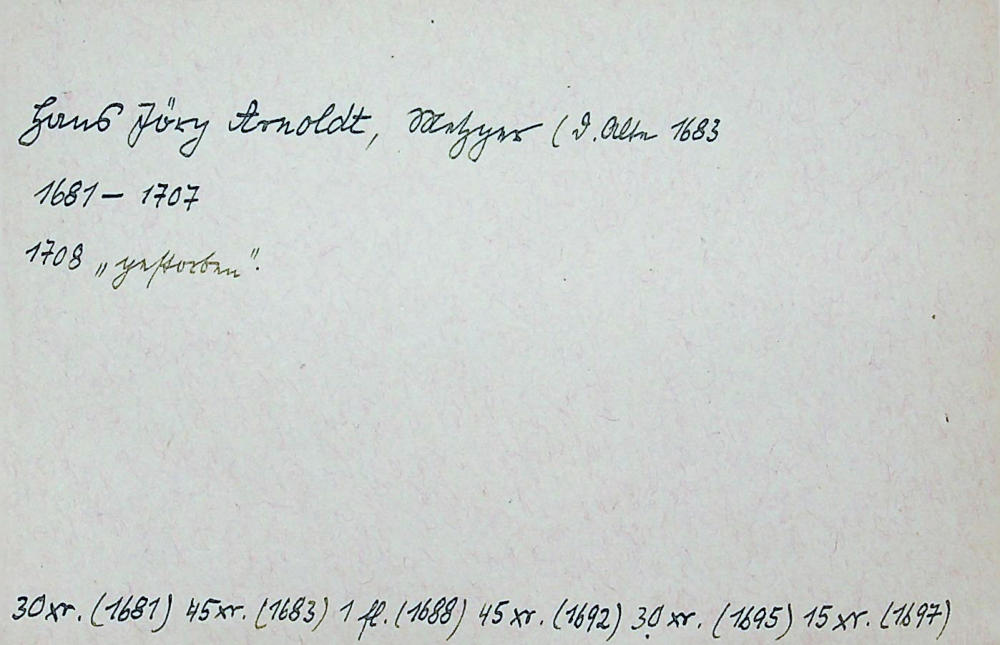 Hans Jörg Arnoldt, Metzger (d. Alte 1683
1681 – 1707
1708 „gestorben".
30 xr. (1681) 45 xr. (1683) 1 fl. (1688) 45 xr. (1692) 30 xr. (1695) 15 xr. (1697)